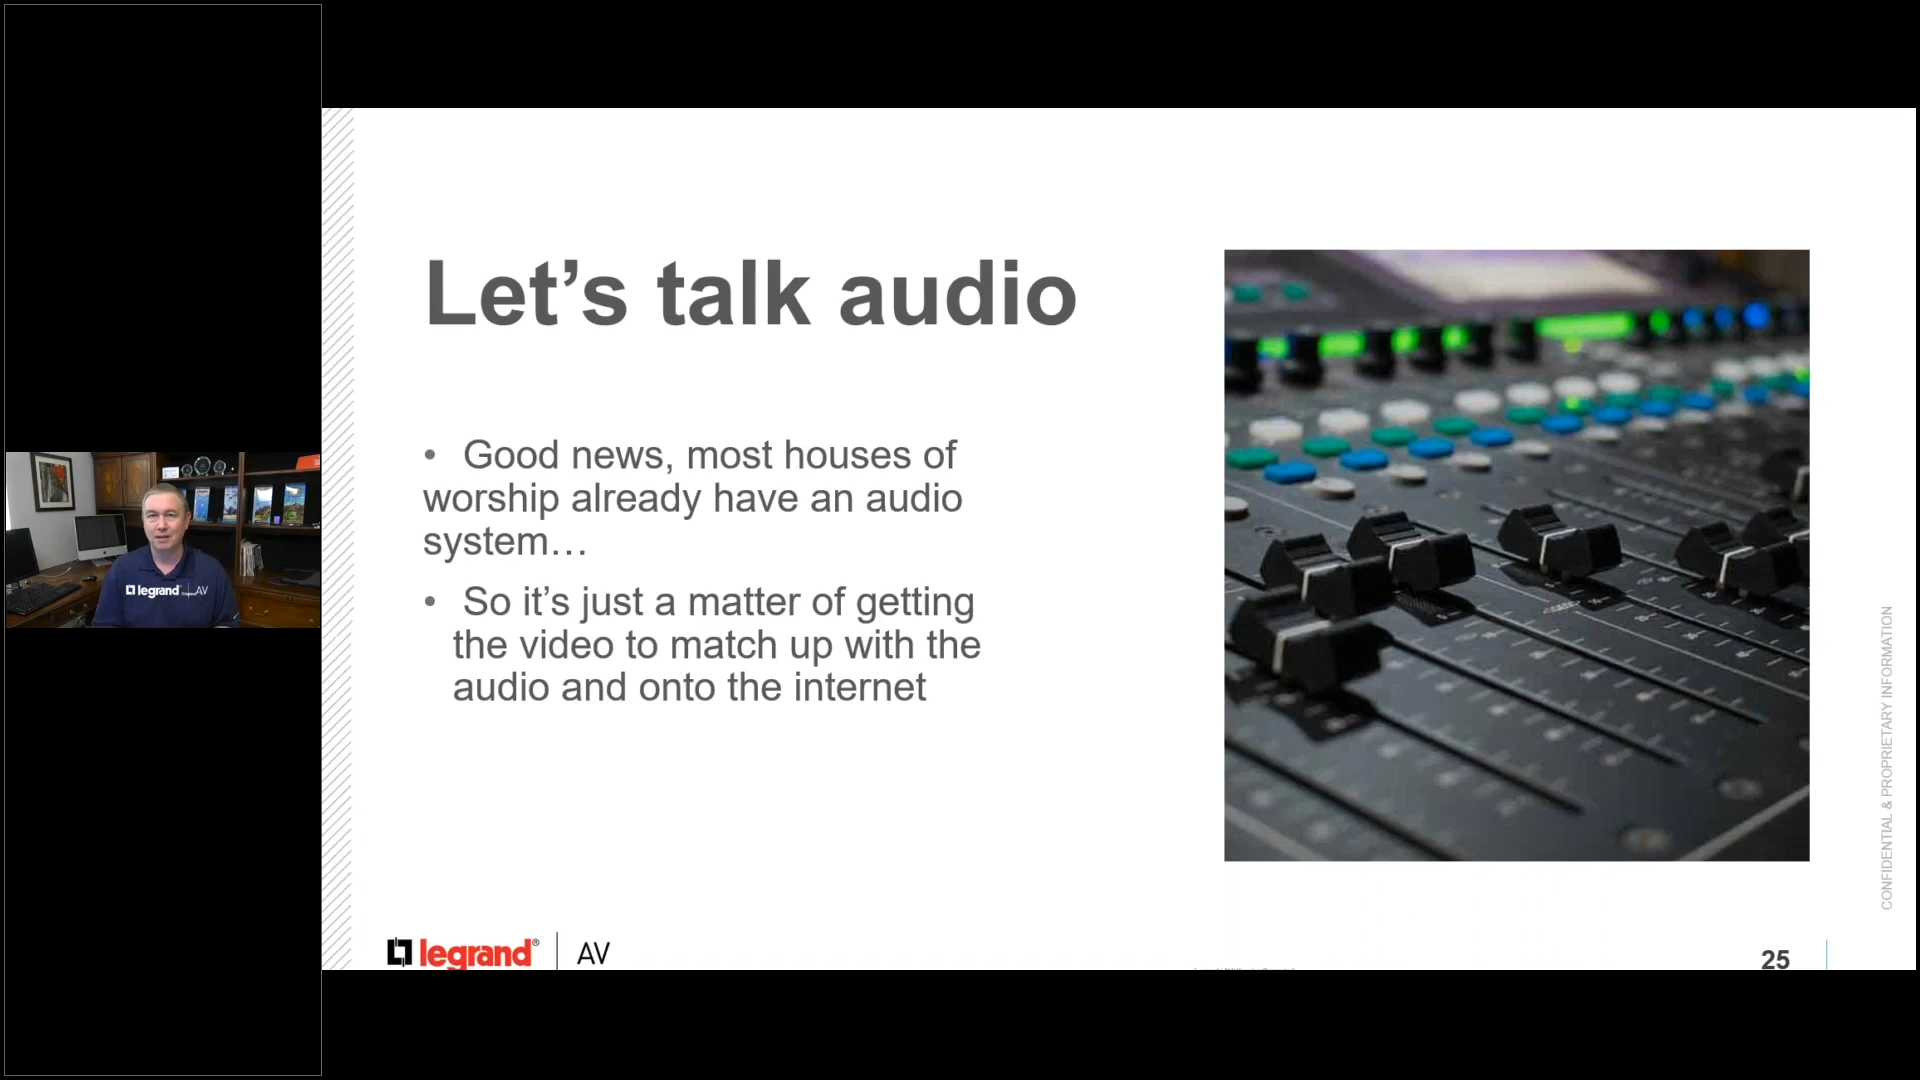 Let’s talk audio
• Good news, most houses of
worship already have an audio
system…
• So it’s just a matter of getting
the video to match up with the
audio and onto the internet
legrand® | AV
legrand | AV
25
CONFIDENTIAL & PROPRIETARY INFORMATION